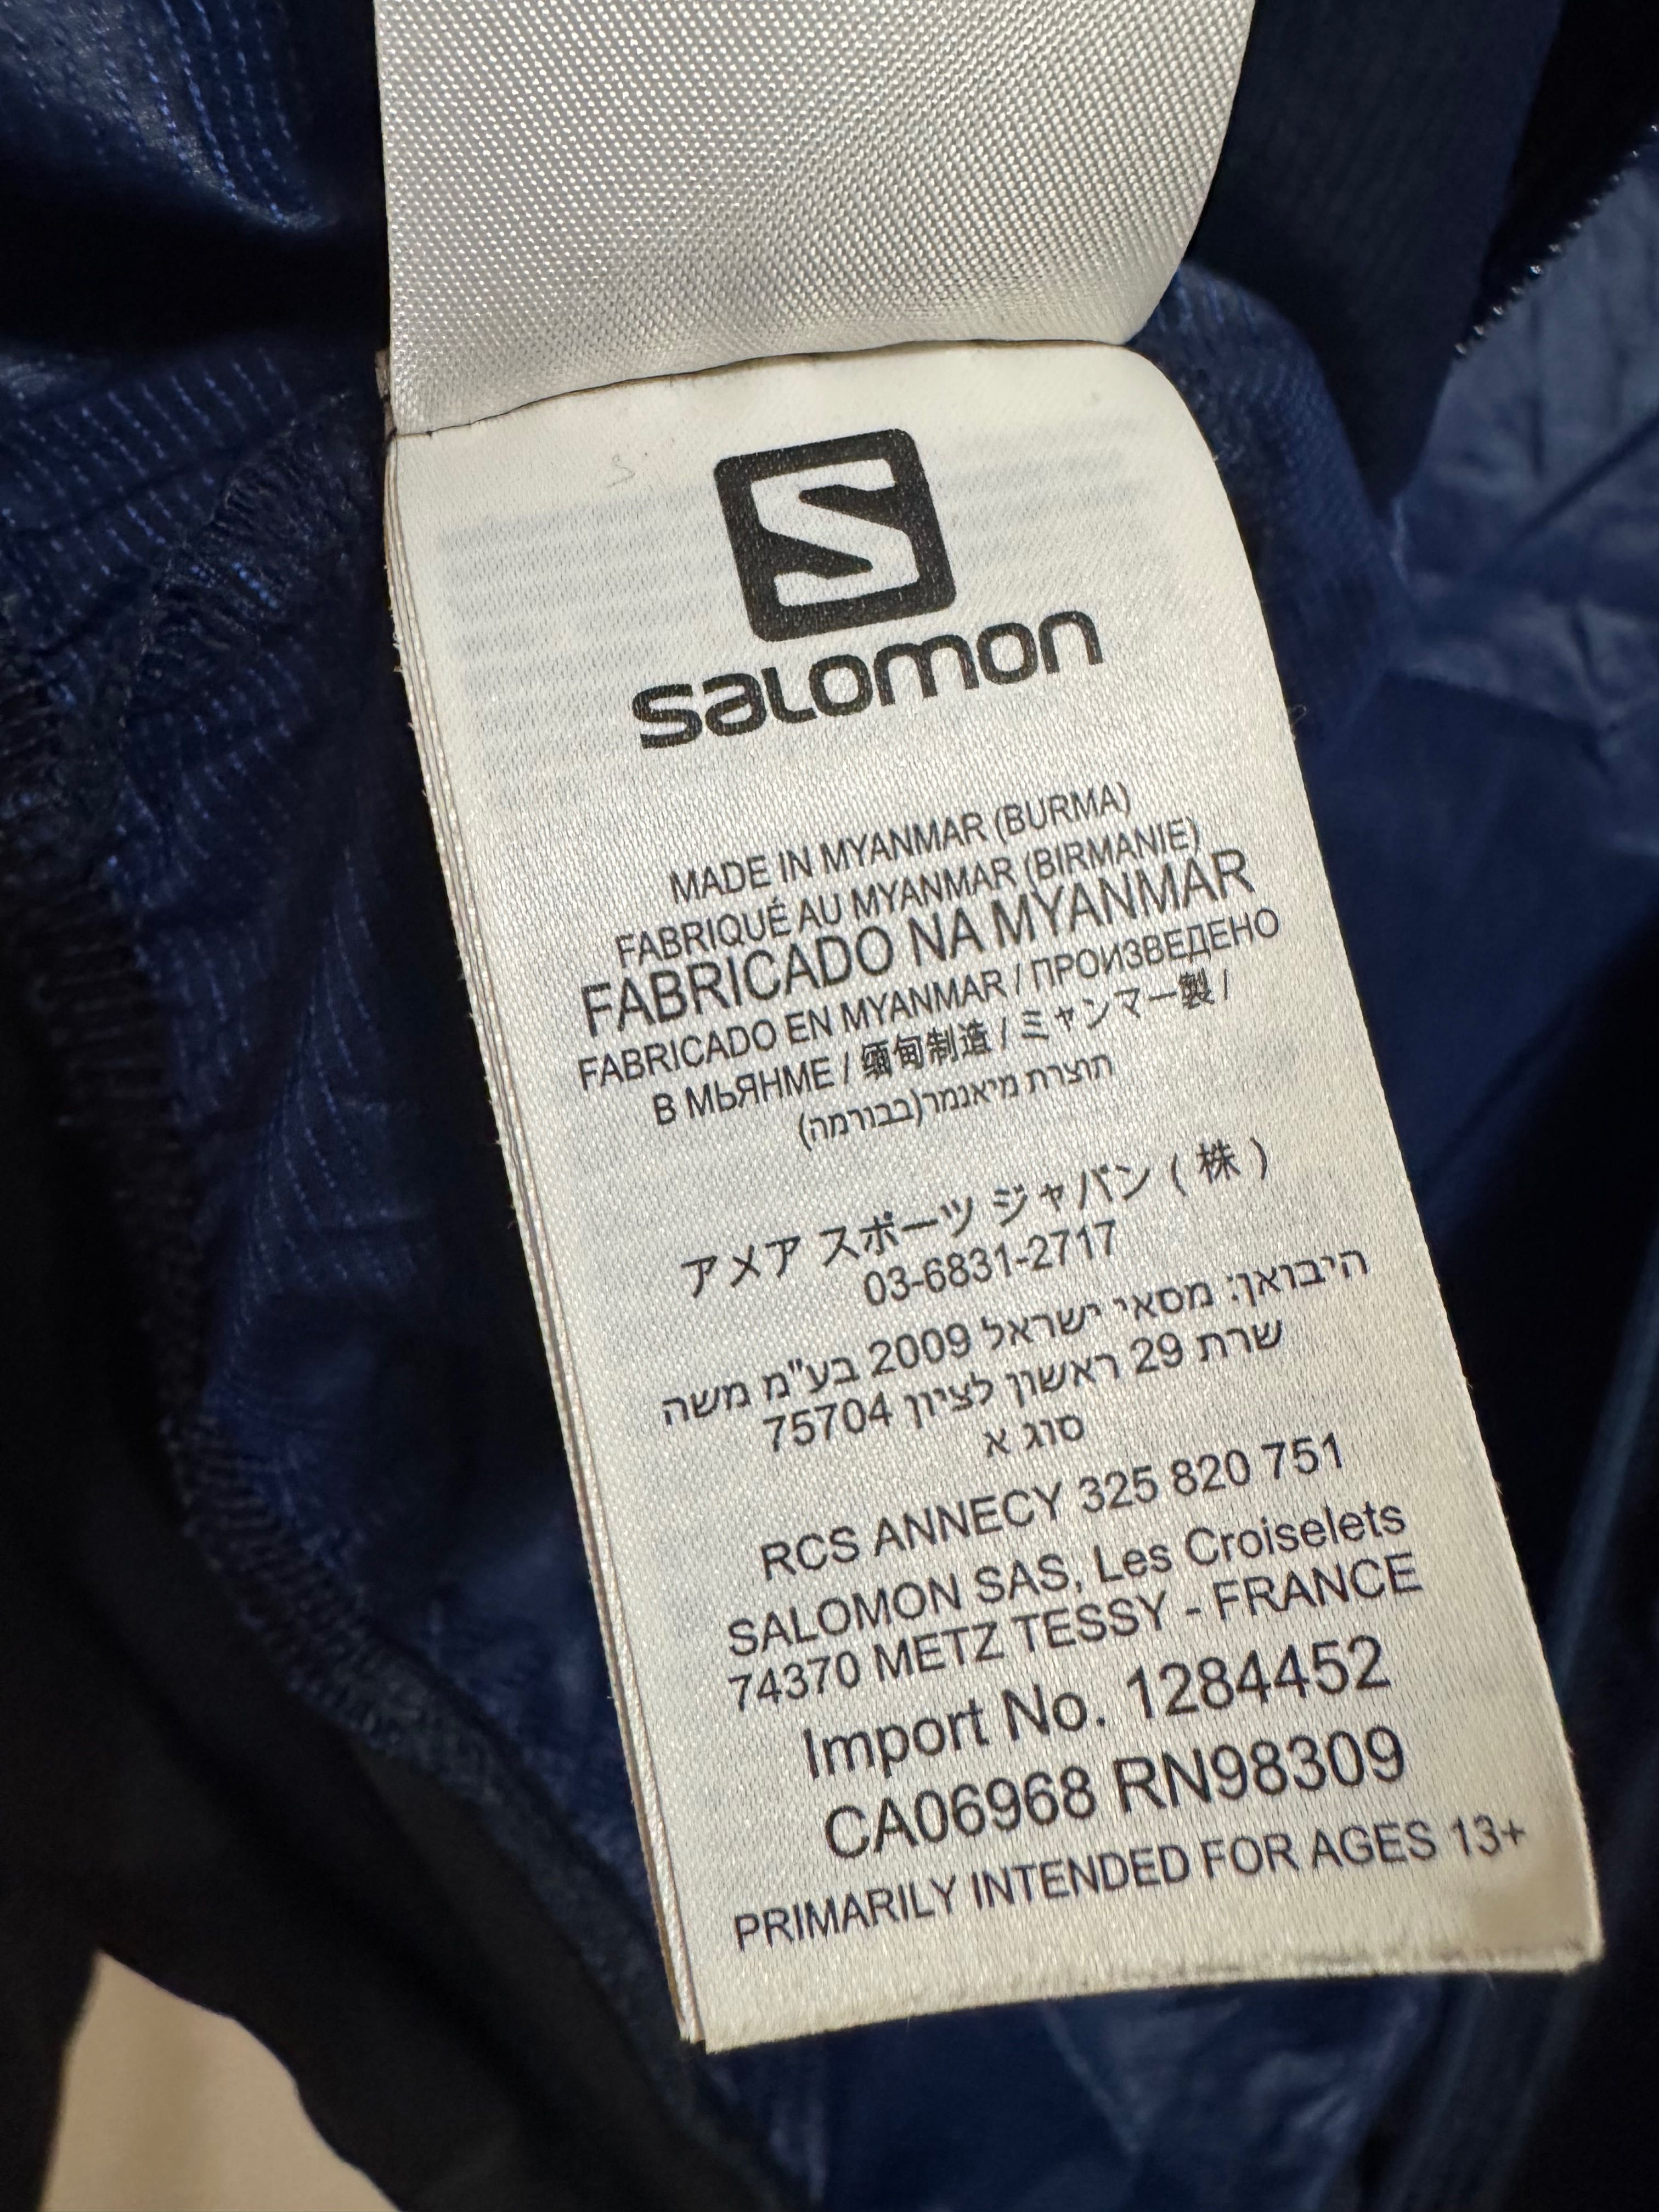 S
SALOMON
MADE IN MYANMAR (BURMA)
FABRIQUÉ AU MYANMAR (BIRMANIE)
FABRICADO NA MYANMAR
FABRICADO EN MYANMAR / ПРОИЗВЕДЕНО
В МЬЯНМЕ / 缅甸制造 / ミャンマー製 /
תוצרת מיאנמר(בבורמה)
アメア スポーツ ジャパン ( 株 )
03-6831-2717
היבואן: מסאי ישראל 2009 בע"מ משה
שרת 29 ראשון לציון 75704
סוג א
RCS ANNECY 325 820 751
SALOMON SAS, Les Croiselets
74370 METZ TESSY - FRANCE
Import No. 1284452
CA06968 RN98309
PRIMARILY INTENDED FOR AGES 13+